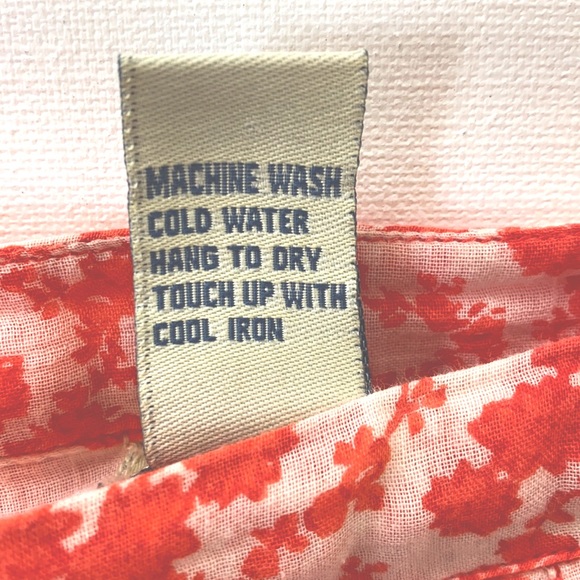 MACHINE WASH
COLD WATER
HANG TO DRY
TOUCH UP WITH
COOL IRON